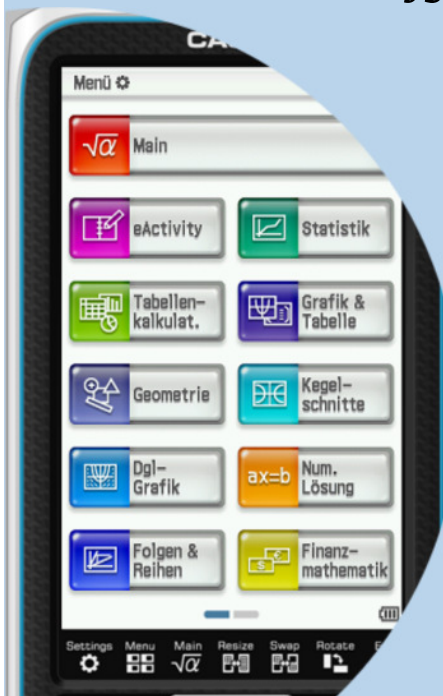 Menü
√α Main
eActivity
Statistik
Tabellen-
kalkulat.
Grafik &
Tabelle
Geometrie
Kegel-
schnitte
Dgl-
Grafik
ax=b
Num.
Lösung
Folgen &
Reihen
Finanz-
mathematik
Settings Menu Main Resize Swap Rotate
√α